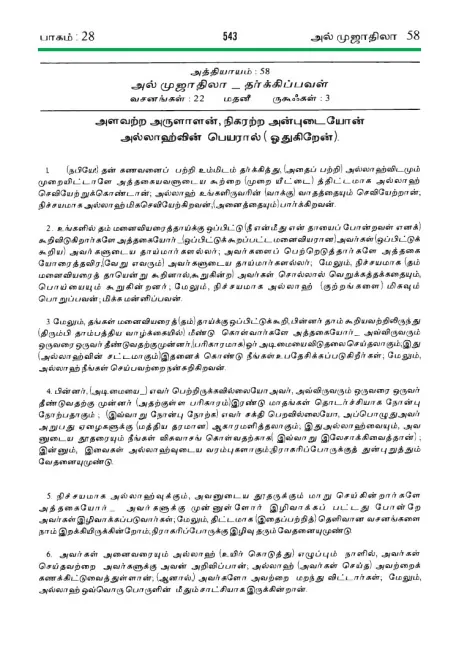 பாகம் : 28 543 அல் முஜாதிலா 58
அத்தியாயம் : 58
அல் முஜாதிலா _ தர்க்கிப்பவள்
வசனங்கள் : 22 மதனீ ருகூஃகள் : 3
அளவற்ற அருளாளன், நிகரற்ற அன்புடையோன்
அல்லாஹ்வின் பெயரால் ( ஓதுகிறேன்).
1. (நபியே!) தன் கணவனைப் பற்றி உம்மிடம் தர்க்கித்து, (அதைப் பற்றி) அல்லாஹ்விடமும்
முறையிட்டாளே அத்தகையவளுடைய கூற்றை (முறை யீட்டை) த்திட்டமாக அல்லாஹ்
செவியேற்றுக்கொண்டான்; அல்லாஹ் உங்களிருவரின் (வாக்கு) வாதத்தையும் செவியேற்றான்;
நிச்சயமாக அல்லாஹ் மிகசெவியேற்கிறவன்;(அனைத்தையும்) பார்க்கிறவன்.
2. உங்களில் தம் மனைவியரைத்தாய்க்கு ஒப்பிட்டு (நீ என்மீது என் தாயைப் போன்றவள் எனக்)
கூறிவிடுகிறார்களே அத்தகையோர் _(ஒப்பிட்டுக்கூறப்பட்ட மனைவியரான)அவர்கள்(ஒப்பிட்டுக்
கூறிய) அவர் களுடைய தாய்மார்களல்லர்; அவர்களைப் பெற்றெடுத்தார்களே அத்தகை
யோரைத்தவிர,(வேறு எவரும்) அவர்களுடைய தாய்மார்களல்லர்; மேலும், நிச்சயமாக (தம்
மனைவியரைத் தாயென்று கூறினால்,கூறுகின்ற) அவர்கள் சொல்லால் வெறுக்கத்தக்கதையும்,
பொய்யையும் கூறுகின்றனர்; மேலும், நிச்சயமாக அல்லாஹ் (குற்றங்களை) மிகவும்
பொறுப்பவன்; மிக்க மன்னிப்பவன்.
3. மேலும், தங்கள் மனைவியரைத்(தம்)தாய்க்கு ஒப்பிட்டுக்கூறி,பின்னர் தாம் கூறியவற்றிலிருந்து
(திரும்பி தாம்பத்திய வாழ்க்கையில்) மீண்டு கொள்வார்களே அத்தகையோர்_ அவ்விருவரும்
ஒருவரை ஒருவர் தீண்டுவதற்குமுன்னர்,(பரிகாரமாக)ஓர் அடிமையைவிடுதலை செய்தலாகும்,இது
(அல்லாஹ்வின் சட்டமாகும்)இதனைக் கொண்டு நீங்கள்உபதேசிக்கப்படுகிறீர்கள்; மேலும்,
அல்லாஹ் நீங்கள் செய்பவற்றை நன்கறிகிறவன்.
4. பின்னர், (அடிமையை_) எவர் பெற்றிருக்கவில்லையோ அவர், அவ்விருவரும் ஒருவரை ஒருவர்
தீண்டுவதற்கு முன்னர் (அதற்குள்ள பரிகாரம்)இரண்டு மாதங்கள் தொடர்ச்சியாக நோன்பு
நோற்பதாகும் ; (இவ்வாறு நோன்பு நோற்க) எவர் சக்தி பெறவில்லையோ, அப்பொழுது,அவர்
அறுபது ஏழைகளுக்கு (மத்திய தரமான) ஆகாரமளித்தலாகும்; இது,அல்லாஹ்வையும், அவ
னுடைய தூதரையும் நீங்கள் விசுவாசங் கொள்வதற்காக( இவ்வாறு இலேசாக்கிவைத்தான்) ;
இன்னும், இவைகள் அல்லாஹ்வுடைய வரம்புகளாகும்,நிராகரிப்போருக்குத் துன்புறுத்தும்
வேதனையுமுண்டு.
5. நிச்சயமாக அல்லாஹ்வுக்கும், அவனுடைய தூதருக்கும் மாறு செய்கின்றார்களே
அத்தகையோர்_ அவர்களுக்கு முன்னுள்ளோர் இழிவாக்கப் பட்டது போன்றே
அவர்கள்இழிவாக்கப்படுவார்கள்; மேலும், திட்டமாக (இதைப்பற்றித்) தெளிவான வசனங்களை
நாம் இறக்கியிருக்கின்றோம்; நிராகரிப்போருக்கு இழிவு தரும் வேதனையுமுண்டு.
6. அவர்கள் அனைவரையும் அல்லாஹ் (உயிர் கொடுத்து) எழுப்பும் நாளில், அவர்கள்
செய்தவற்றை அவர்களுக்கு அவன் அறிவிப்பான்; அல்லாஹ் (அவர்கள் செய்த) அவற்றைக்
கணக்கிட்டுவைத்துள்ளான்; (ஆனால்,) அவர்களோ அவற்றை மறந்து விட்டார்கள்; மேலும்,
அல்லாஹ் ஒவ்வொரு பொருளின் மீதும்சாட்சியாக இருக்கின்றான்.